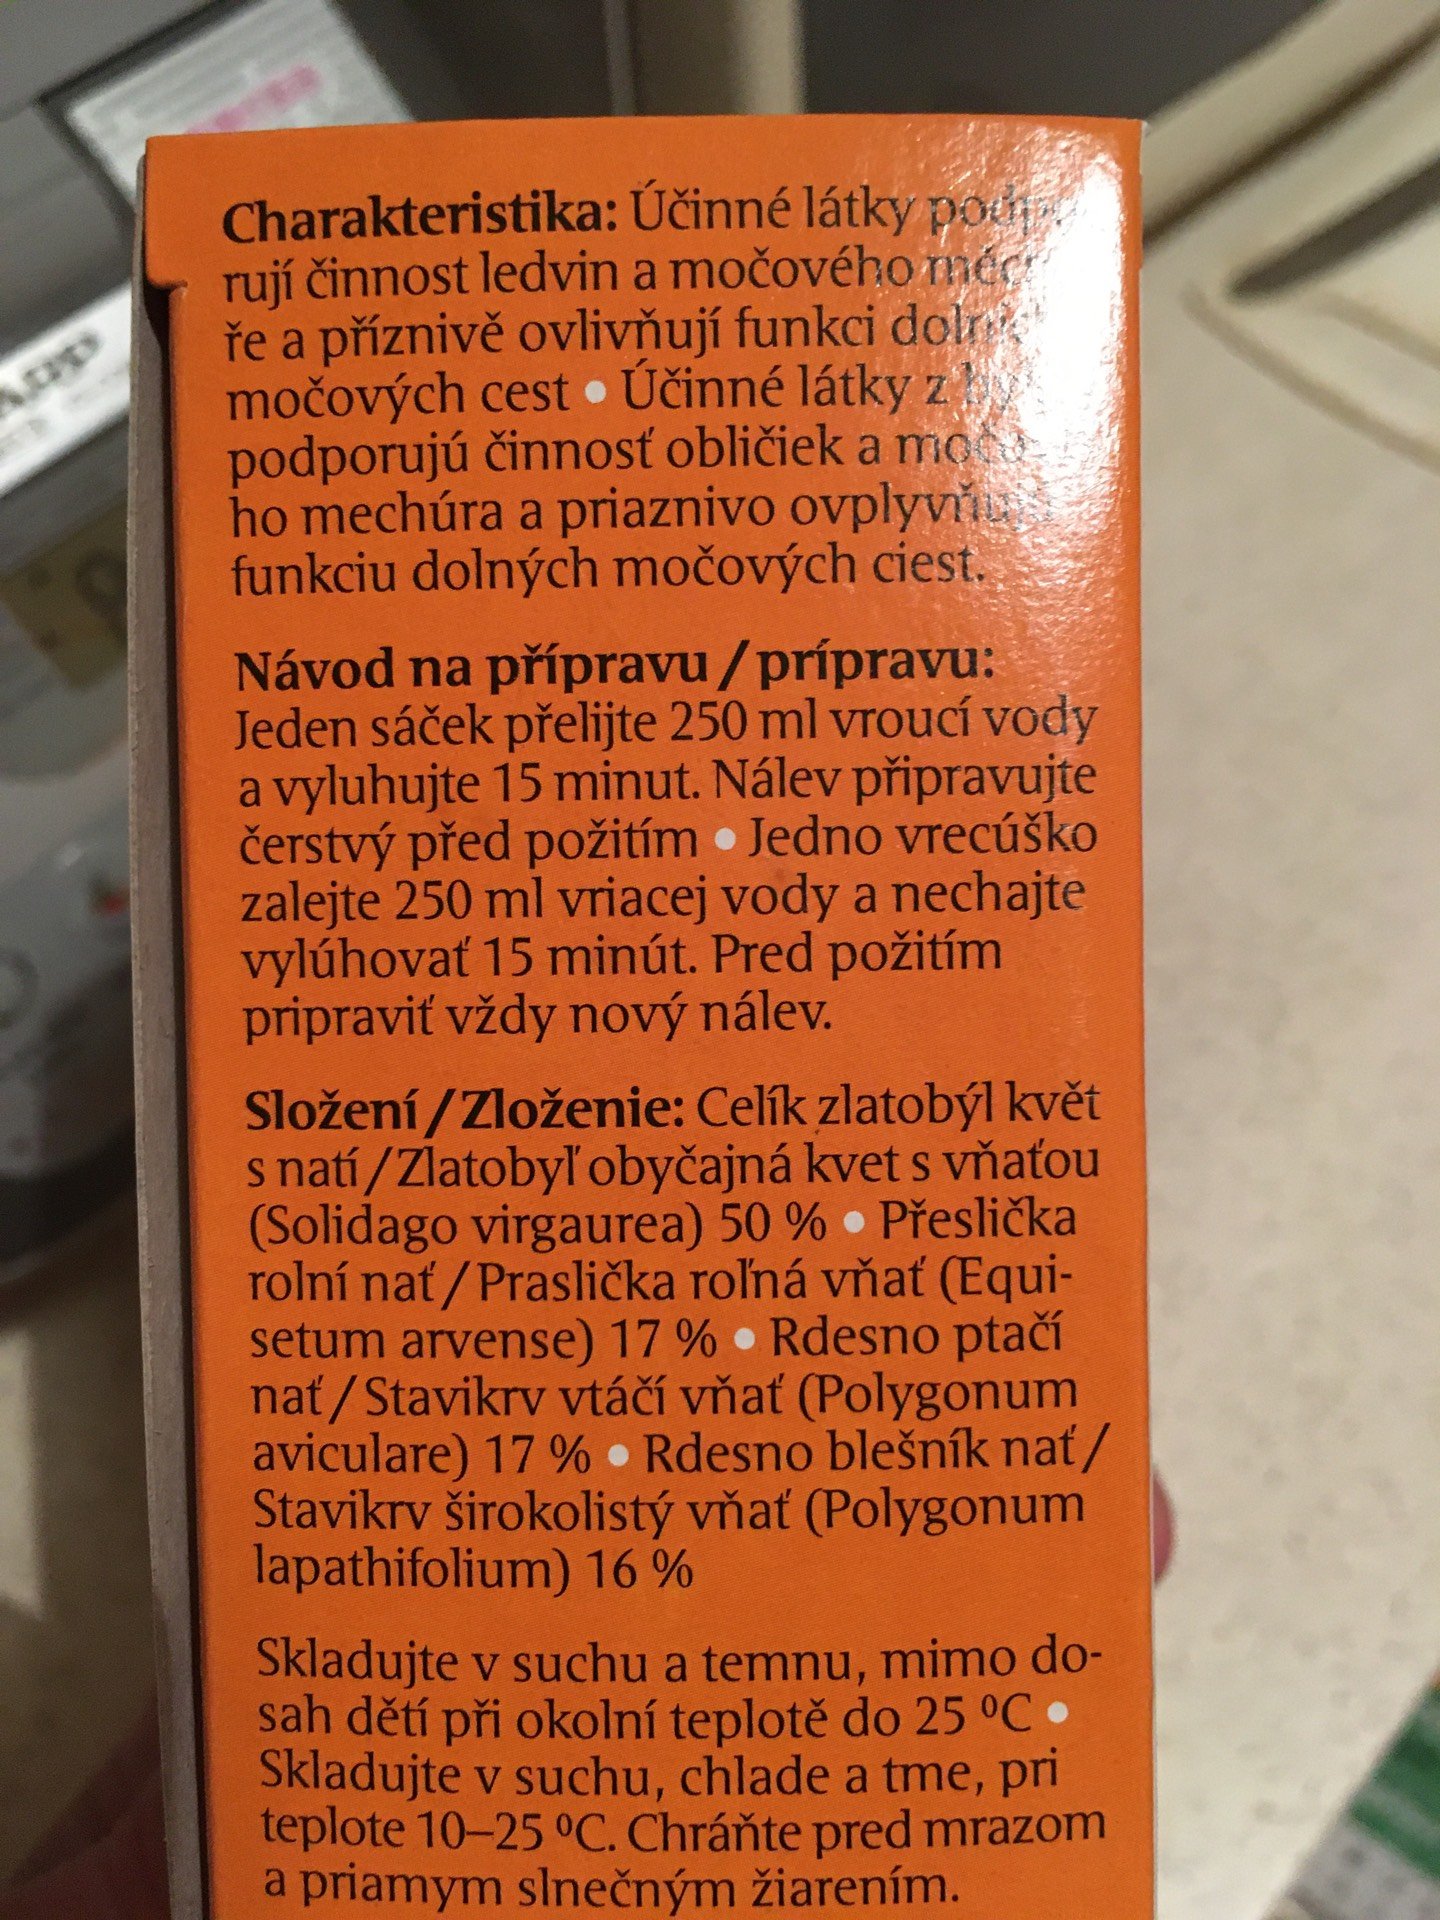 Charakteristika: Účinné látky
rují činnost ledvin a močového
ře a příznivě ovlivňují funkci
močových cest • Účinné látky z
podporujú činnosť obličiek a
ho mechúra a priaznivo ovplyvňujú
funkciu dolných močových ciest.
Návod na přípravu / prípravu:
Jeden sáček přelijte 250 ml vroucí vody
a vyluhujte 15 minut. Nálev připravujte
čerstvý před požitím • Jedno vrecúško
zalejte 250 ml vriacej vody a nechajte
vylúhovať 15 minút. Pred požitím
pripraviť vždy nový nálev.
Složení / Zloženie: Celík zlatobýl květ
s natí / Zlatobyľ obyčajná kvet s vňaťou
(Solidago virgaurea) 50 % • Přeslička
rolní nať / Praslička roľná vňať (Equi-
setum arvense) 17 % • Rdesno ptačí
nať / Stavikrv vtáčí vňať (Polygonum
aviculare) 17 % • Rdesno blešník nať /
Stavikrv širokolistý vňať (Polygonum
lapathifolium) 16 %
Skladujte v suchu a temnu, mimo do-
sah dětí při okolní teplotě do 25 ºC •
Skladujte v suchu, chlade a tme, pri
teplote 10–25 ºC. Chráňte pred mrazom
a priamym slnečným žiarením.